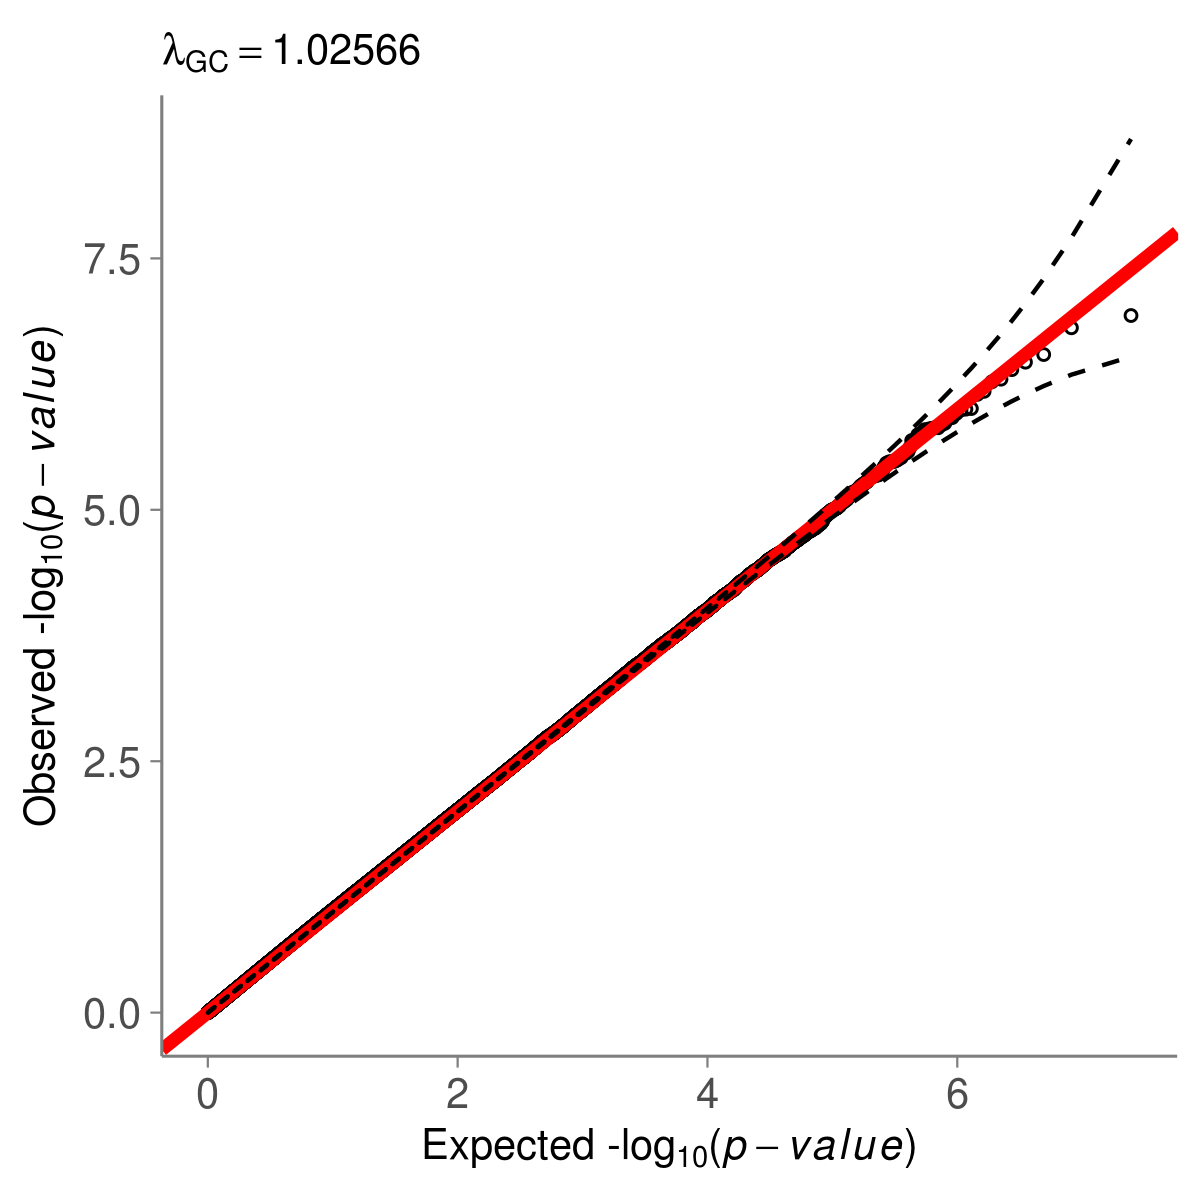 λGC = 1.02566
7.5
5.0
2.5
0.0
Observed -log10(p − value)
0 2 4 6
Expected -log10(p − value)